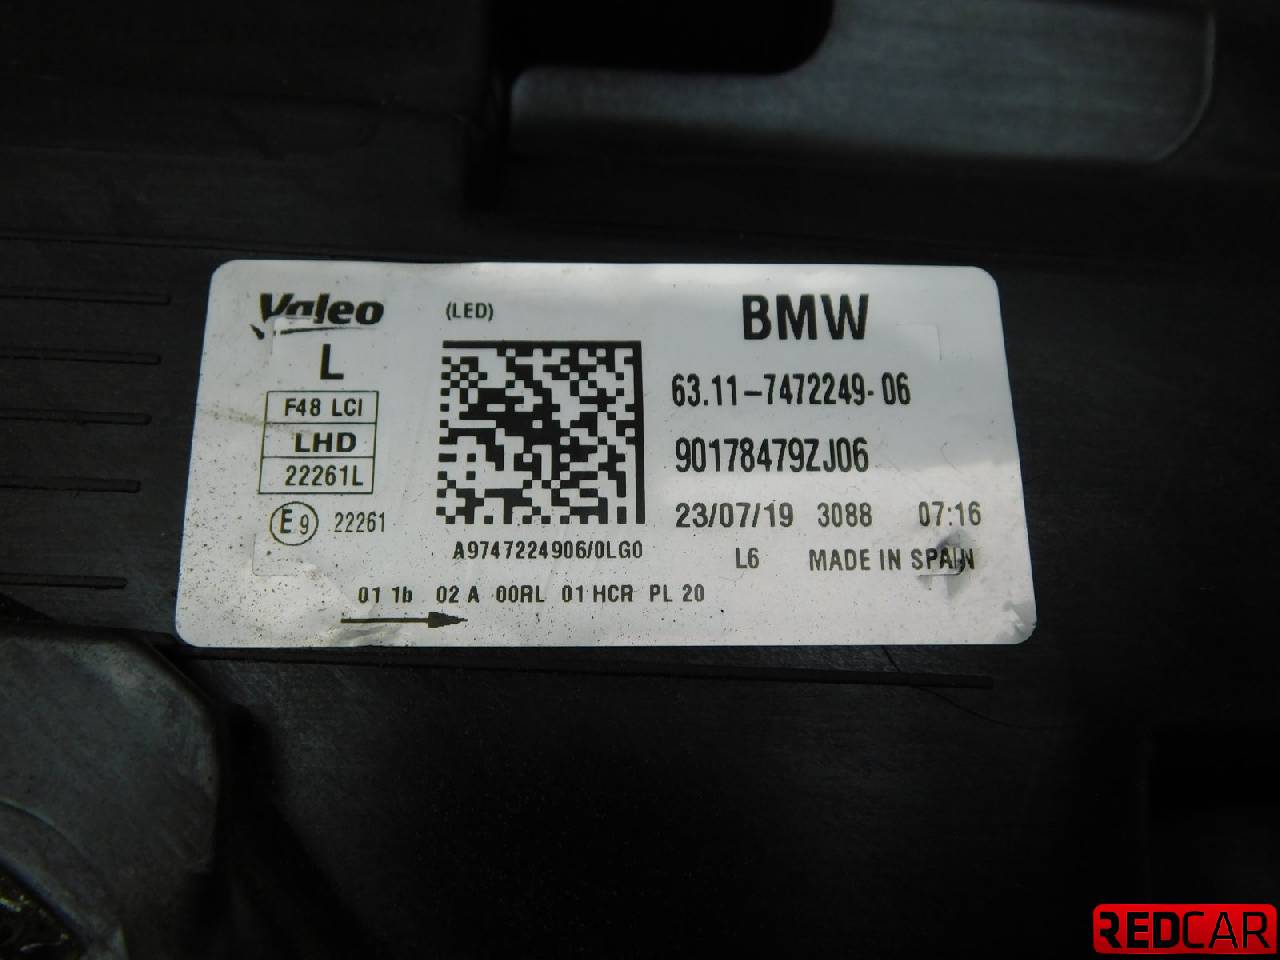 Valeo (LED) BMW
L
63.11-7472249-06
F48 LCI
LHD
90178479ZJ06
22261L
23/07/19 3088 07:16
E9 22261
A9747224906/0LG0
L6 MADE IN SPAIN
01 1b 02 A 00RL 01 HCR PL 20
REDCAR